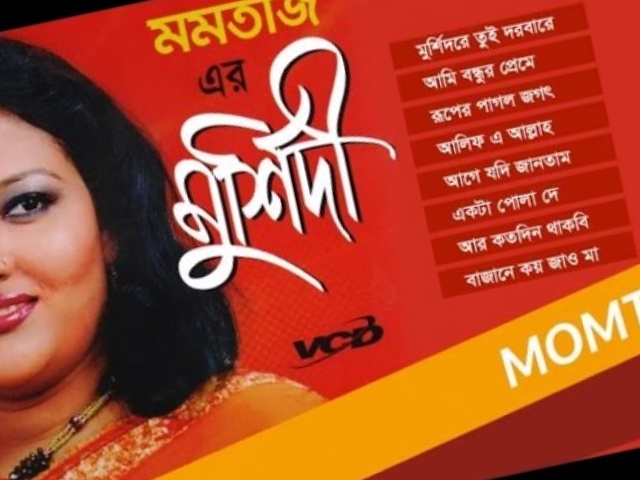 মমতাজ
এর
মুর্শিদী
VCD
মুর্শিদরে তুই দরবারে
আমি বন্ধুর প্রেমে
রূপের পাগল জগৎ
আলিফ এ আল্লাহ
আগে যদি জানতাম
একটা পোলা দে
আর কতদিন থাকবি
বাজানে কয় জাও মা
MOMT